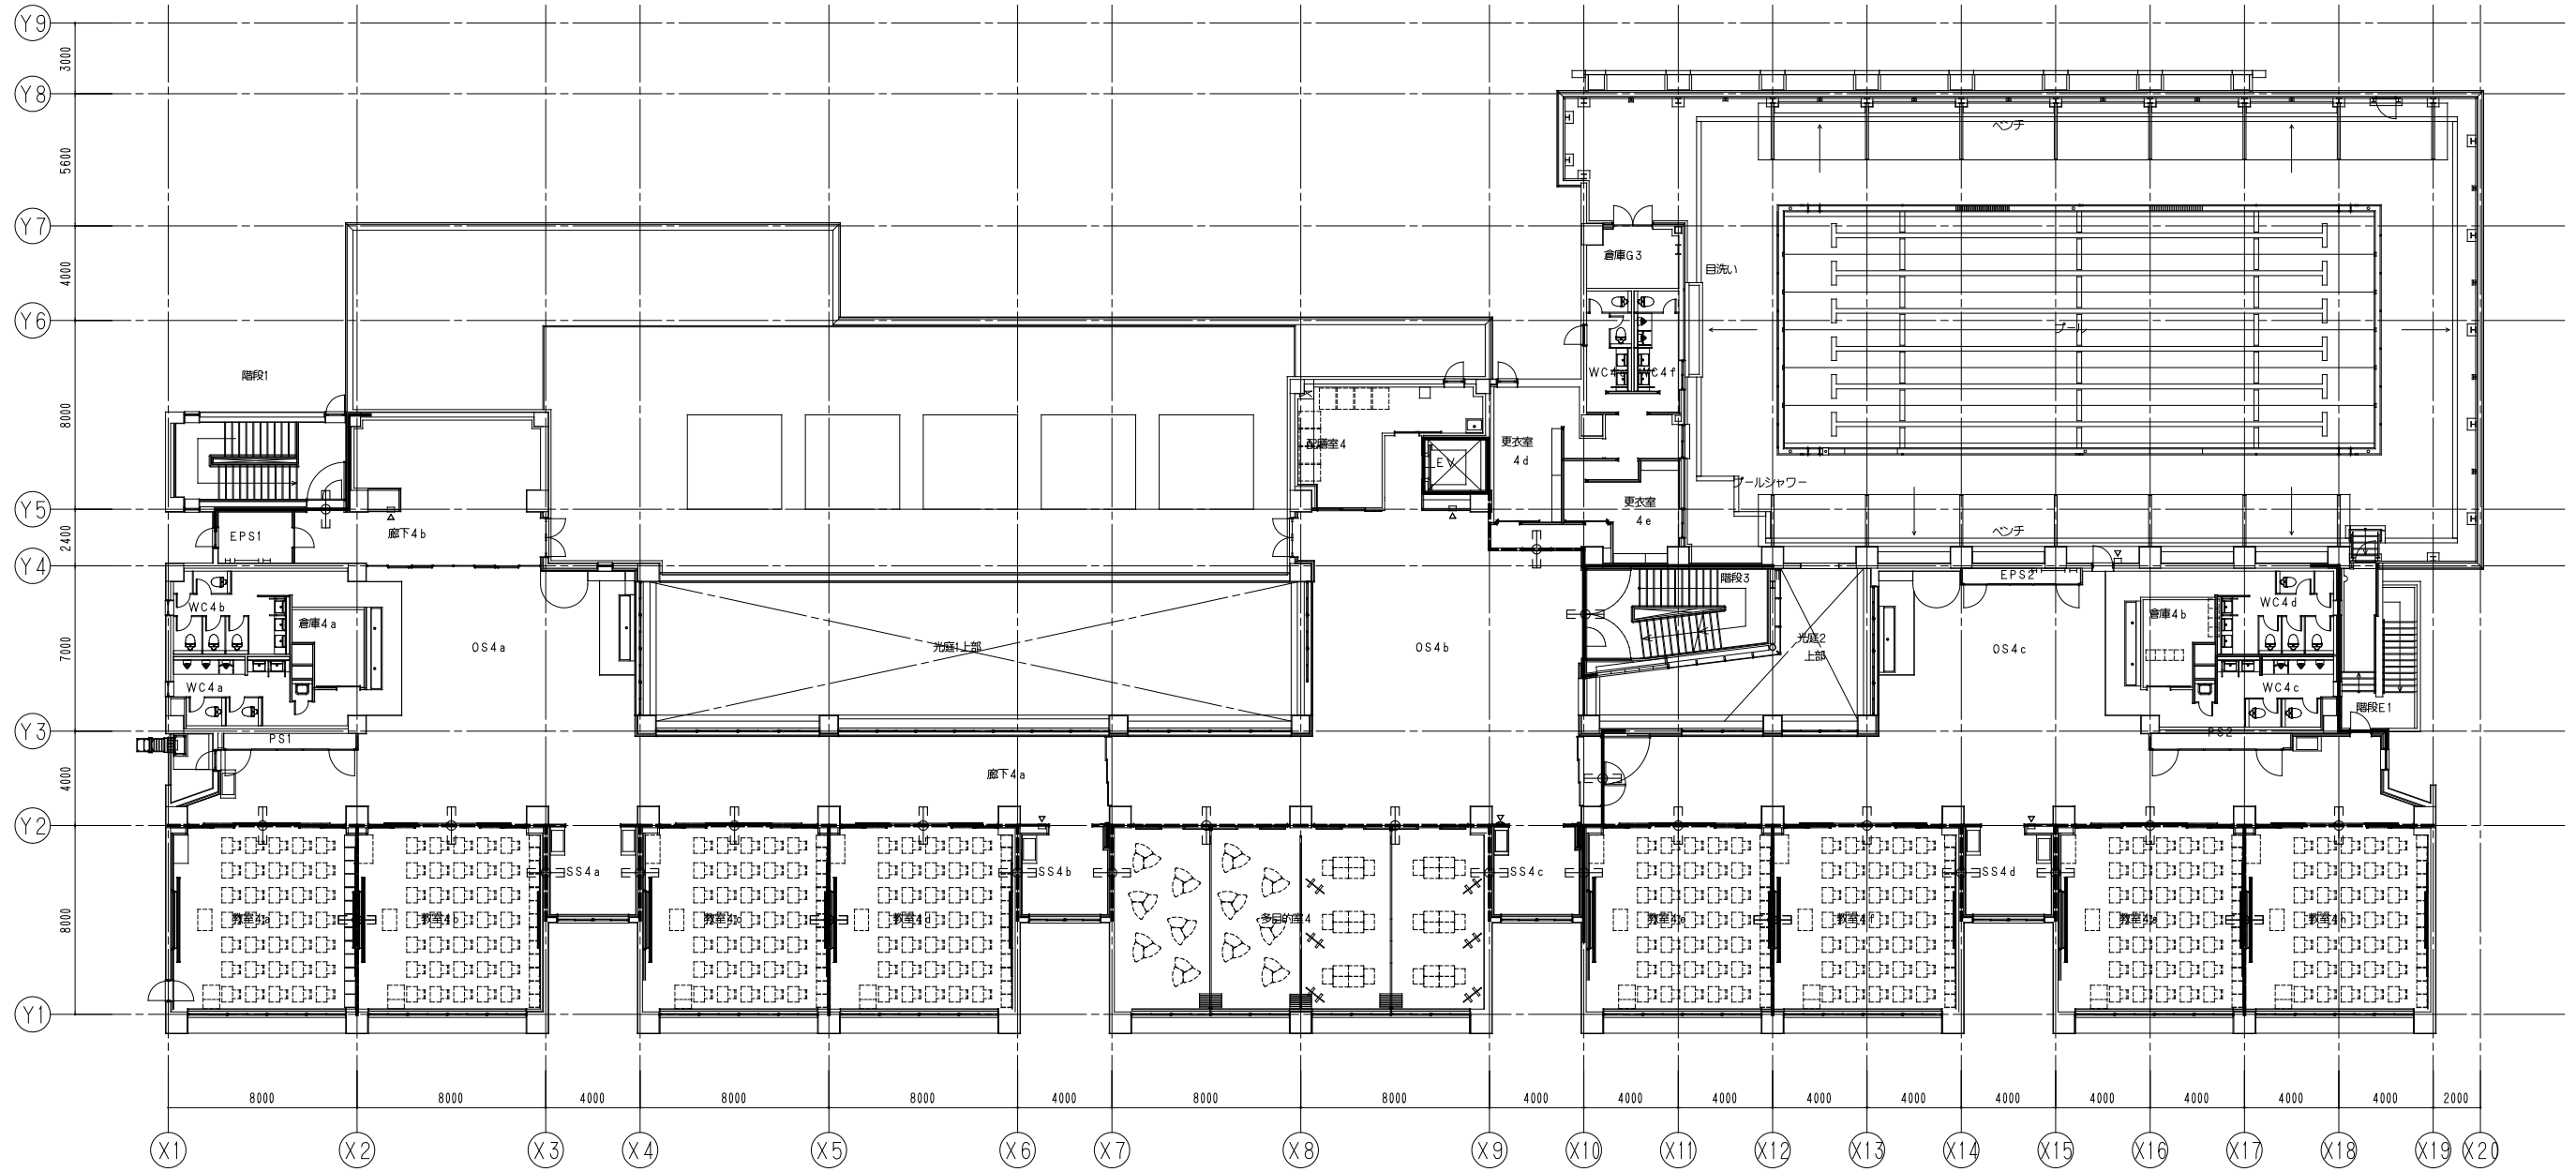 Y9
3000
Y8
ベンチ
5600
Y7
倉庫G3
目洗い
4000
Y6
プール
階段1
WC4g
WC4f
8000
配膳室4
EV
更衣室
4d
プールシャワー
更衣室
4e
Y5
EPS1
廊下4b
ベンチ
2400
Y4
階段3
EPS2
WC4b
倉庫4a
OS4a
光庭1上部
OS4b
光庭2
上部
OS4c
倉庫4b
WC4d
7000
WC4a
WC4c
階段E1
Y3
PS1
PS2
廊下4a
4000
Y2
SS4a
SS4b
SS4c
SS4d
教室4a
教室4b
教室4c
教室4d
多目的室4
教室4e
教室4f
教室4g
教室4h
8000
Y1
8000
8000
4000
8000
8000
4000
8000
8000
4000
4000
4000
4000
4000
4000
4000
4000
4000
4000
2000
X1
X2
X3
X4
X5
X6
X7
X8
X9
X10
X11
X12
X13
X14
X15
X16
X17
X18
X19
X20